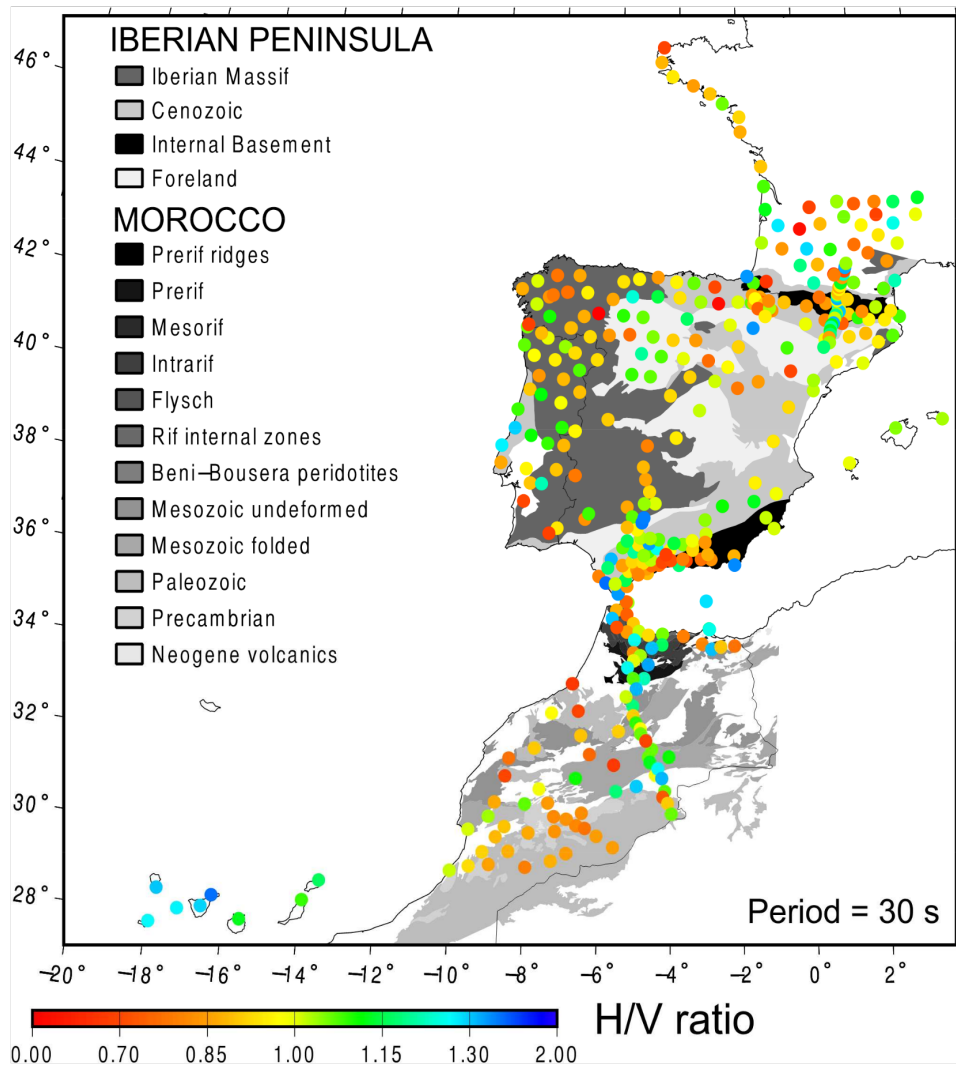 IBERIAN PENINSULA
Iberian Massif
Cenozoic
Internal Basement
Foreland
MOROCCO
Prerif ridges
Prerif
Mesorif
Intrarif
Flysch
Rif internal zones
Beni–Bousera peridotites
Mesozoic undeformed
Mesozoic folded
Paleozoic
Precambrian
Neogene volcanics
46°
44°
42°
40°
38°
36°
34°
32°
30°
28°
Period = 30 s
−20° −18° −16° −14° −12° −10° −8° −6° −4° −2° 0° 2°
H/V ratio
0.00 0.70 0.85 1.00 1.15 1.30 2.00